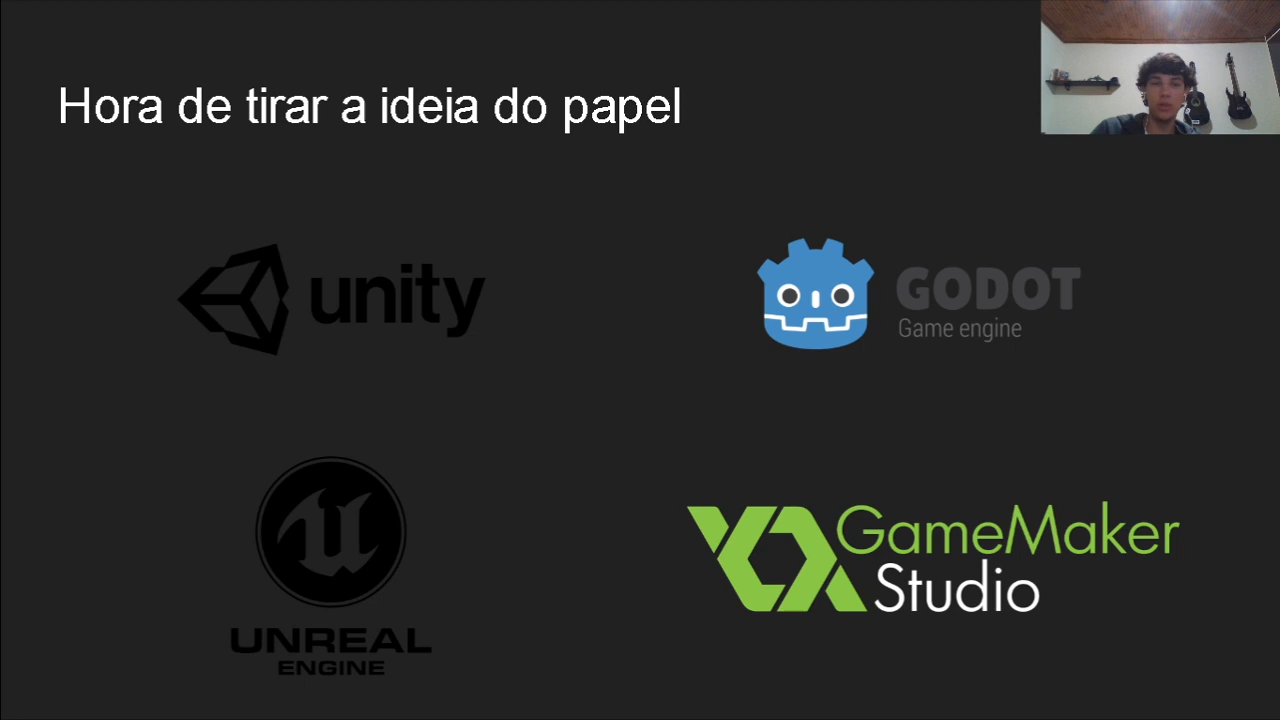 Hora de tirar a ideia do papel
unity
GODOT
Game engine
UNREAL
ENGINE
GameMaker
Studio